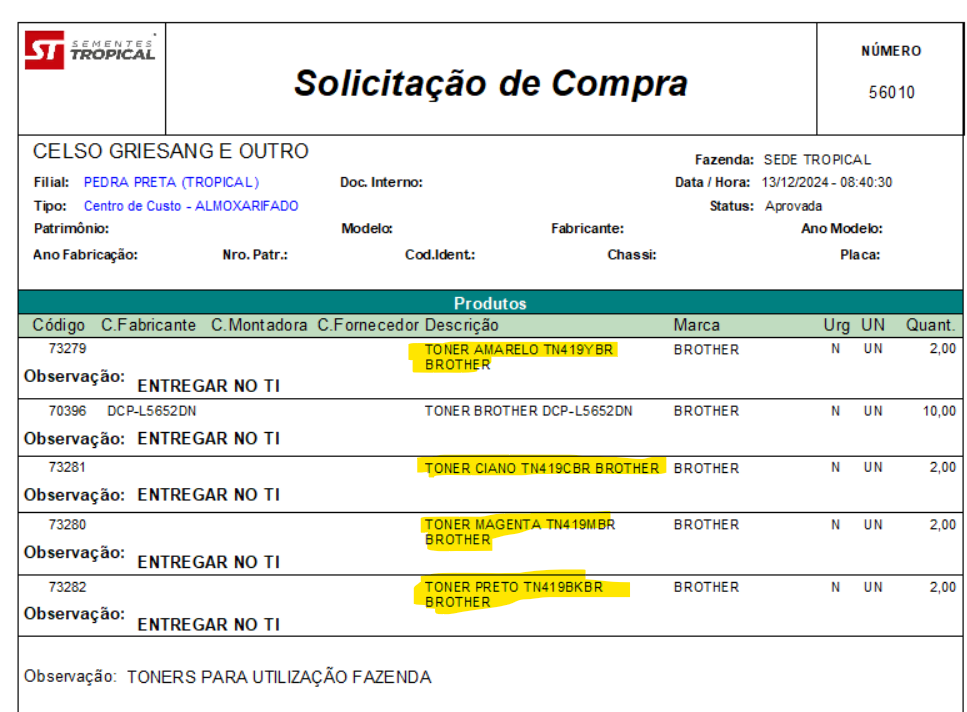 ST SEMENTES TROPICAL
Solicitação de Compra
NÚMERO
56010
CELSO GRIESANG E OUTRO
Fazenda: SEDE TROPICAL
Filial: PEDRA PRETA (TROPICAL) Doc. Interno: Data / Hora: 13/12/2024 - 08:40:30
Tipo: Centro de Custo - ALMOXARIFADO Status: Aprovada
Patrimônio: Modelo: Fabricante: Ano Modelo:
Ano Fabricação: Nro. Patr.: Cod.Ident.: Chassi: Placa:
Produtos
Código C.Fabricante C.Montadora C.Fornecedor Descrição Marca Urg UN Quant.
73279 TONER AMARELO TN419YBR BROTHER N UN 2,00
BROTHER
Observação: ENTREGAR NO TI
70396 DCP-L5652DN TONER BROTHER DCP-L5652DN BROTHER N UN 10,00
Observação: ENTREGAR NO TI
73281 TONER CIANO TN419CBR BROTHER BROTHER N UN 2,00
Observação: ENTREGAR NO TI
73280 TONER MAGENTA TN419MBR BROTHER N UN 2,00
BROTHER
Observação: ENTREGAR NO TI
73282 TONER PRETO TN419BKBR BROTHER N UN 2,00
BROTHER
Observação: ENTREGAR NO TI
Observação: TONERS PARA UTILIZAÇÃO FAZENDA